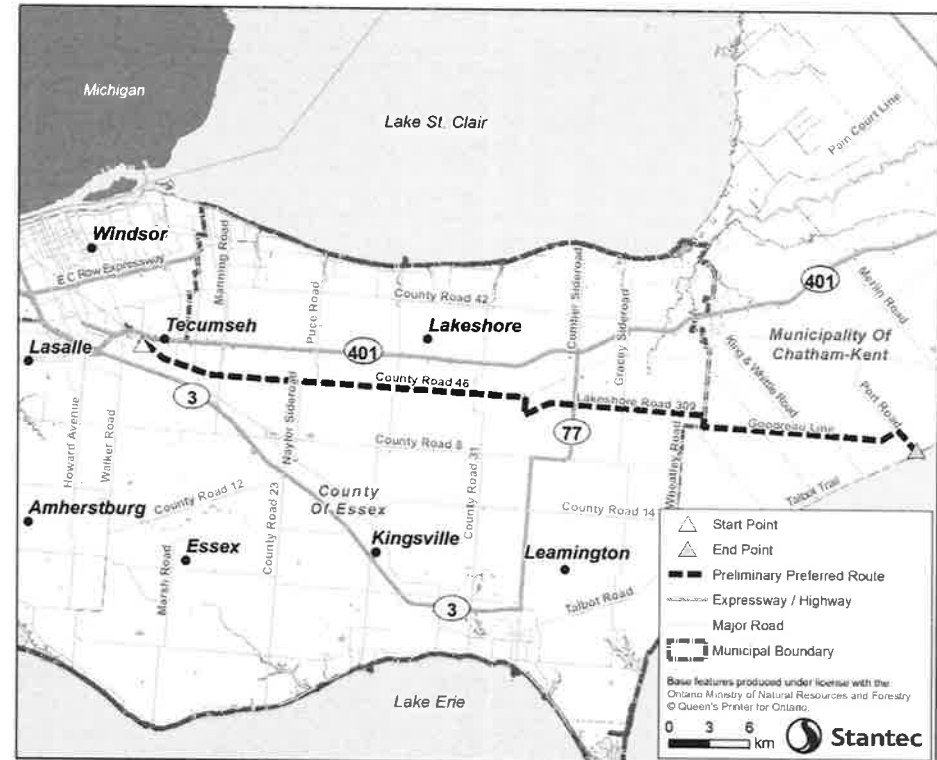 Michigan
Lake St. Clair
Pain Court Line
Windsor
E C Row Expressway
Manning Road
Puce Road
County Road 42
Comber Sideroad
Gracey Sideroad
401
Merlin Road
Tecumseh
Lakeshore
Municipality Of
Chatham-Kent
Lasalle
401
King & Whittle Road
Port Road
County Road 46
Lakeshore Road 309
Goodreau Line
3
77
Howard Avenue
Walker Road
Naylor Sideroad
County Road 8
County Road 31
Wheatley Road
Talbot Trail
County Road 12
County Road 23
County
Of Essex
County Road 14
Amherstburg
Essex
Kingsville
Leamington
Marsh Road
3
Talbot Road
Lake Erie
Start Point
End Point
Preliminary Preferred Route
Expressway / Highway
Major Road
Municipal Boundary
Base features produced under license with the
Ontario Ministry of Natural Resources and Forestry
© Queen's Printer for Ontario.
0 3 6
km
Stantec